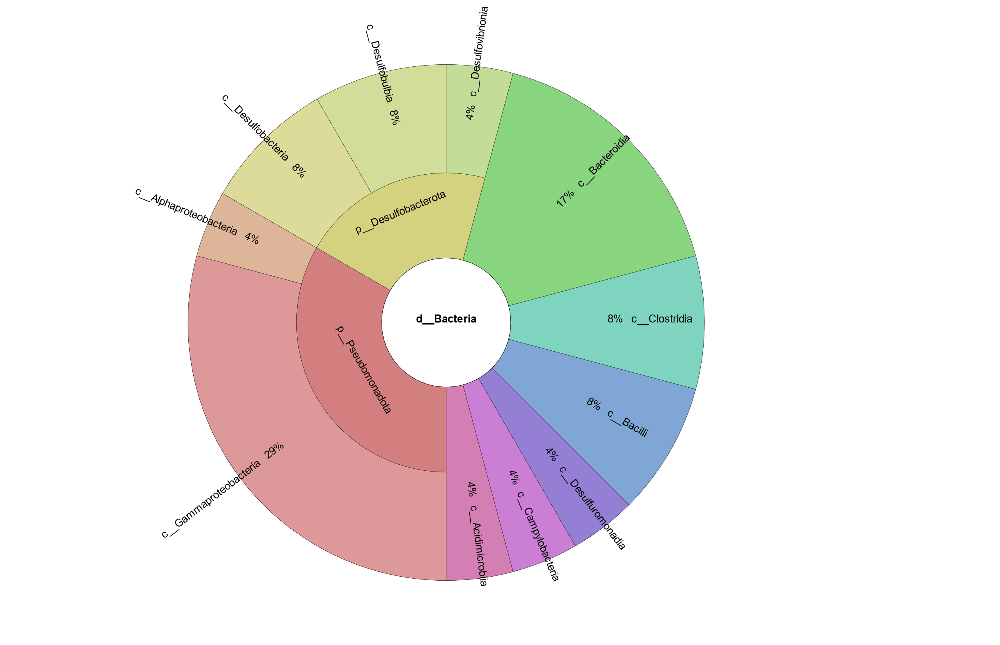 c__Desulfovibrionia 4%
c__Desulfobulbia 8%
c__Desulfobacteria 8%
17% c__Bacteroidia
c__Alphaproteobacteria 4%
p__Desulfobacterota
d__Bacteria
8% c__Clostridia
p__Pseudomonadota
8% c__Bacilli
4% c__Desulfuromonadia
c__Gammaproteobacteria 29%
4% c__Campylobacteria
4% c__Acidimicrobiia